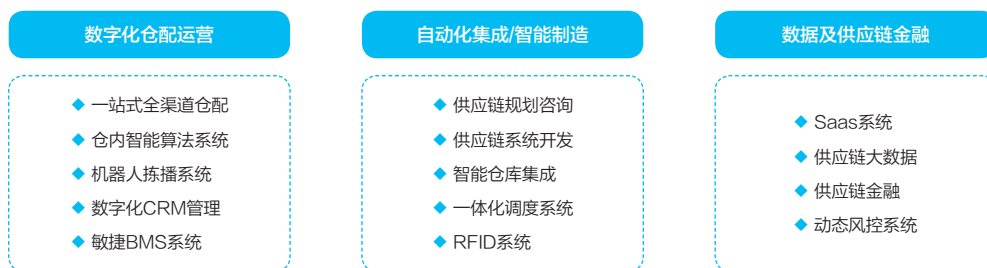 数字化仓配运营
一站式全渠道仓配
仓内智能算法系统
机器人拣播系统
数字化CRM管理
敏捷BMS系统
自动化集成/智能制造
供应链规划咨询
供应链系统开发
智能仓库集成
一体化调度系统
RFID系统
数据及供应链金融
Saas系统
供应链大数据
供应链金融
动态风控系统